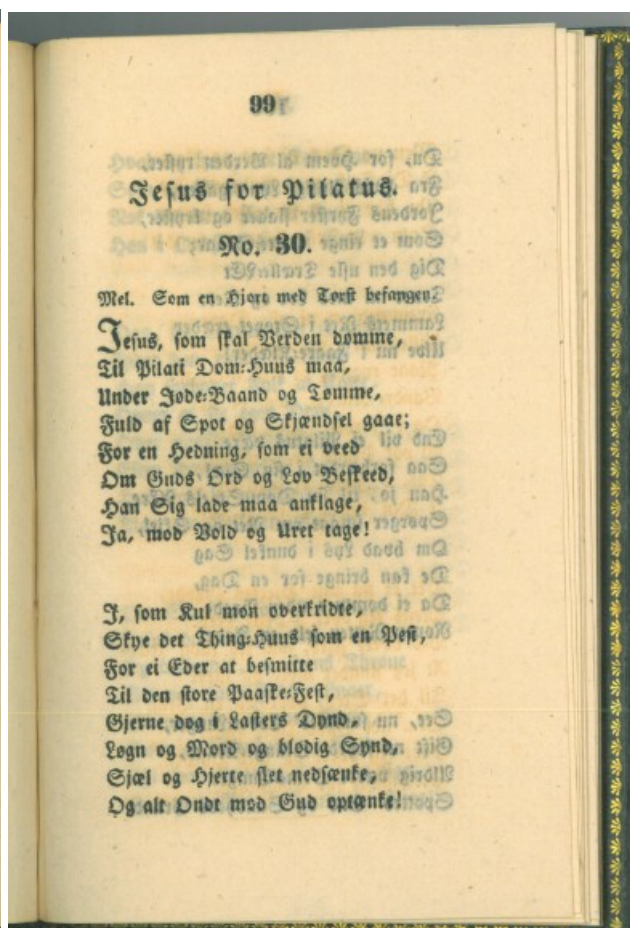 99
Jesus for Pilatus.
No. 30.
Mel. Som en Hjort med Tørst befangen.
Jesus, som skal Verden dømme,
Til Pilati Dom-Huus maa,
Under Jøde-Baand og Tømme,
Fuld af Spot og Skjændsel gaae;
For en Hedning, som ei veed
Om Guds Ord og Lov Beskeed,
Han Sig lade maa anklage,
Ja, mod Vold og Uret tage!
I, som Kul mon overkridte,
Skye det Thing-Huus som en Pest,
For ei Eder at besmitte
Til den store Paaske-Fest,
Gjerne dog i Lasters Dynd,
Løgn og Mord og blodig Synd,
Sjæl og Hjerte slet nedsænke,
Og alt Ondt mod Gud optænke!